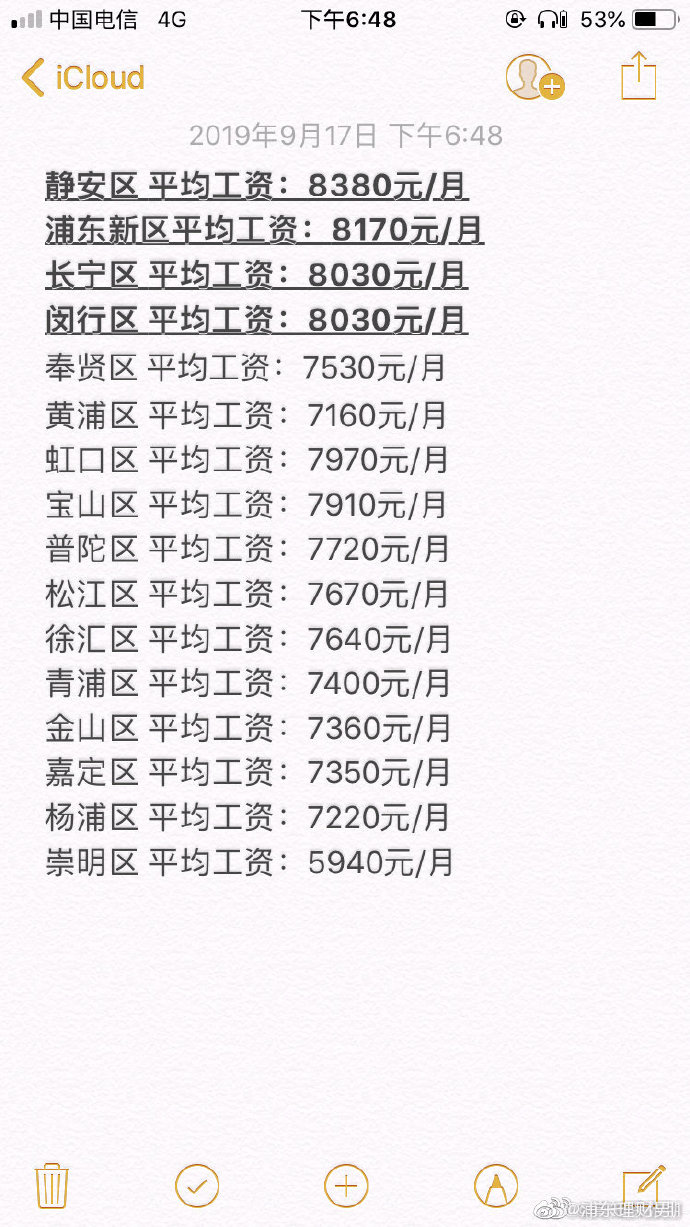 中国电信 4G 下午6:48 53%
iCloud
2019年9月17日 下午6:48
静安区 平均工资：8380元/月
浦东新区平均工资：8170元/月
长宁区 平均工资：8030元/月
闵行区 平均工资：8030元/月
奉贤区 平均工资：7530元/月
黄浦区 平均工资：7160元/月
虹口区 平均工资：7970元/月
宝山区 平均工资：7910元/月
普陀区 平均工资：7720元/月
松江区 平均工资：7670元/月
徐汇区 平均工资：7640元/月
青浦区 平均工资：7400元/月
金山区 平均工资：7360元/月
嘉定区 平均工资：7350元/月
杨浦区 平均工资：7220元/月
崇明区 平均工资：5940元/月
@浦东理财